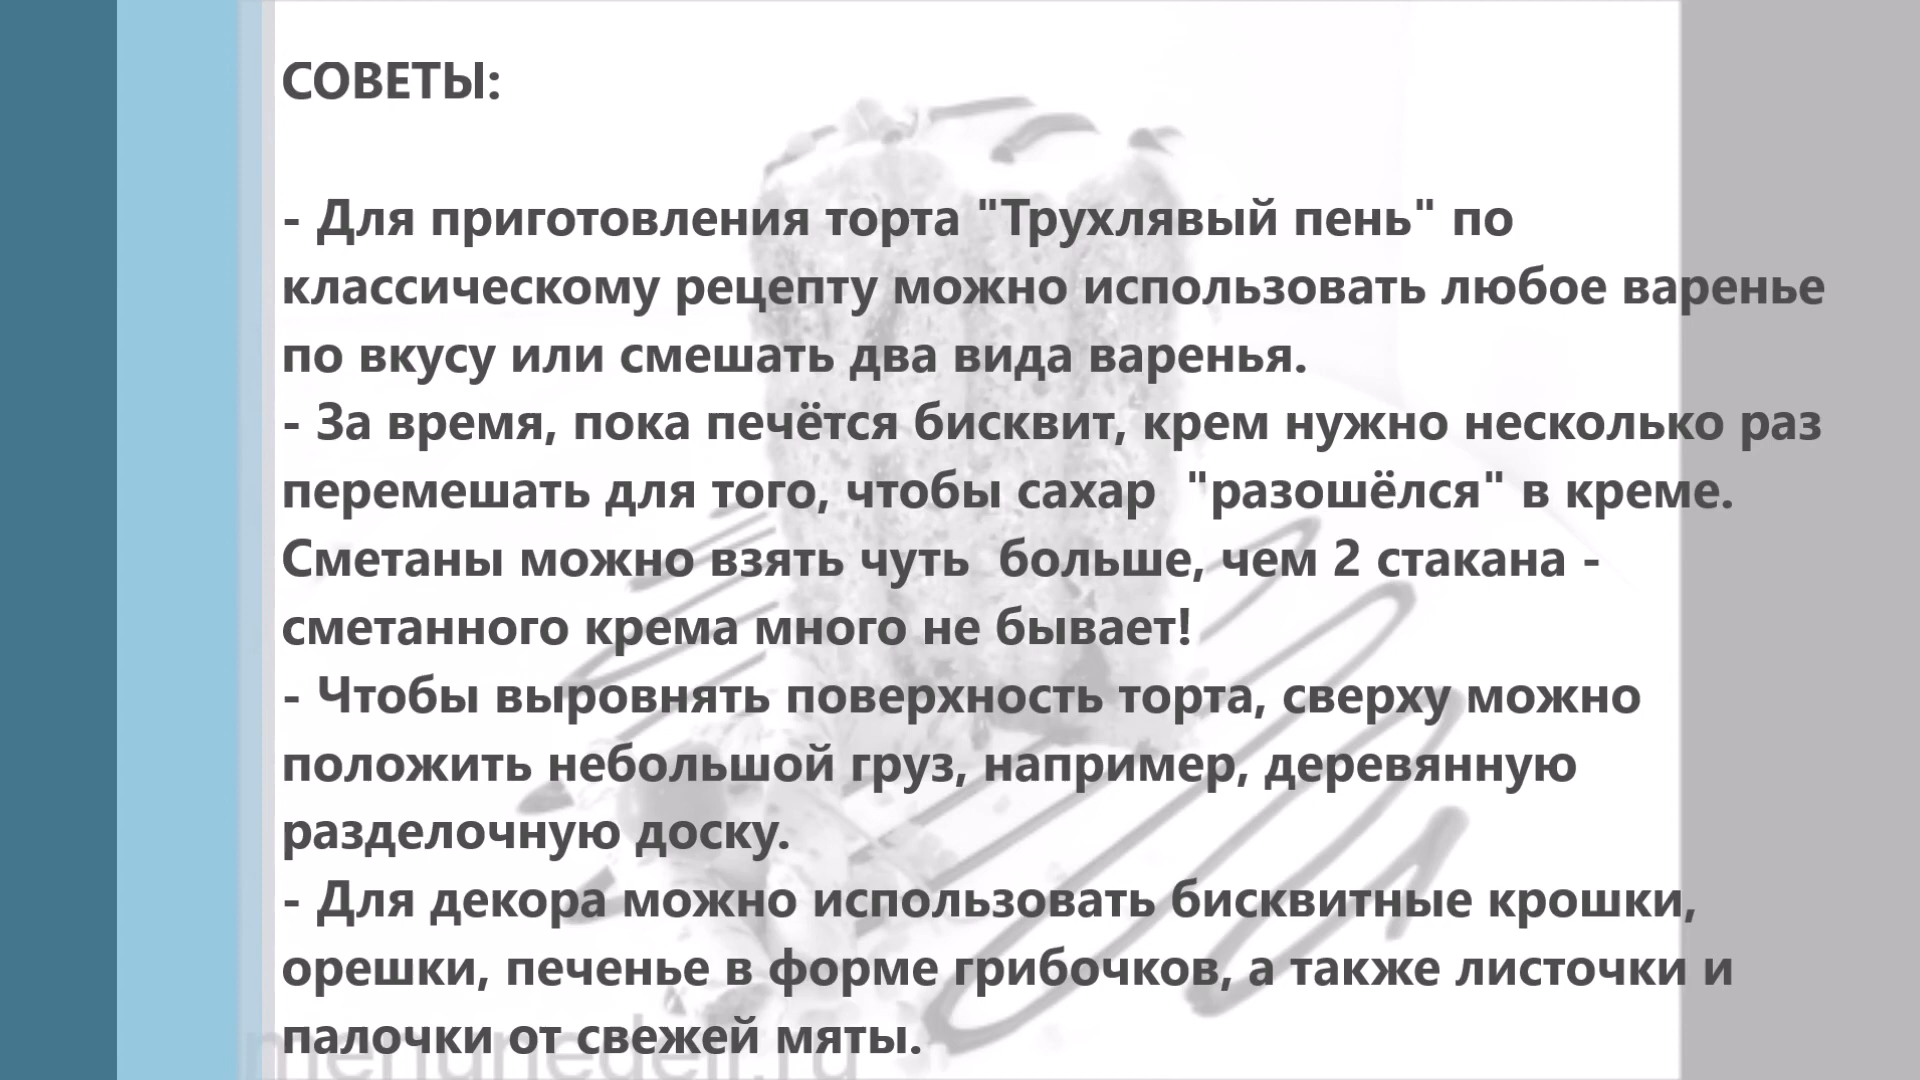 СОВЕТЫ:
- Для приготовления торта "Трухлявый пень" по
классическому рецепту можно использовать любое варенье
по вкусу или смешать два вида варенья.
- За время, пока печётся бисквит, крем нужно несколько раз
перемешать для того, чтобы сахар  "разошёлся" в креме.
Сметаны можно взять чуть  больше, чем 2 стакана -
сметанного крема много не бывает!
- Чтобы выровнять поверхность торта, сверху можно
положить небольшой груз, например, деревянную
разделочную доску.
- Для декора можно использовать бисквитные крошки,
орешки, печенье в форме грибочков, а также листочки и
палочки от свежей мяты.
menunedeli.ru